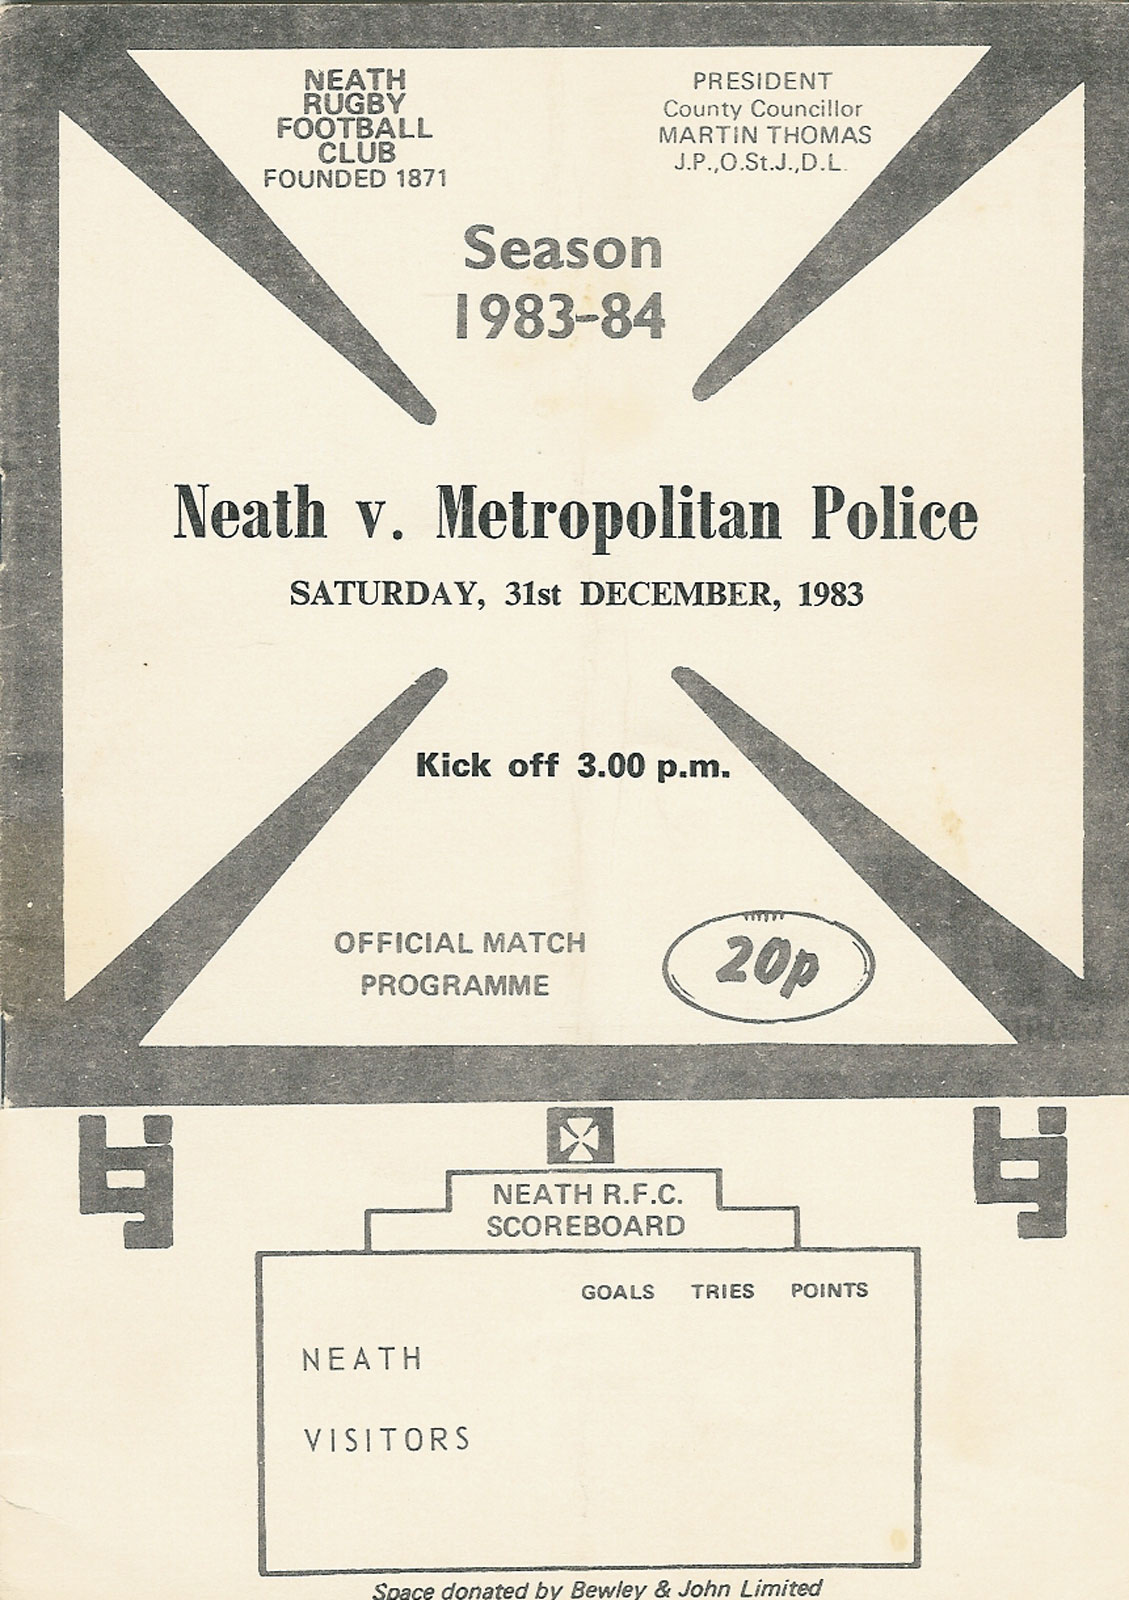 NEATH
RUGBY
FOOTBALL
CLUB
FOUNDED 1871
PRESIDENT
County Councillor
MARTIN THOMAS
J.P.,O.St.J.,D.L.
Season
1983-84
Neath v. Metropolitan Police
SATURDAY, 31st DECEMBER, 1983
Kick off 3.00 p.m.
OFFICIAL MATCH
PROGRAMME
20p
NEATH R.F.C.
SCOREBOARD
GOALS TRIES POINTS
NEATH
VISITORS
Space donated by Bewley & John Limited